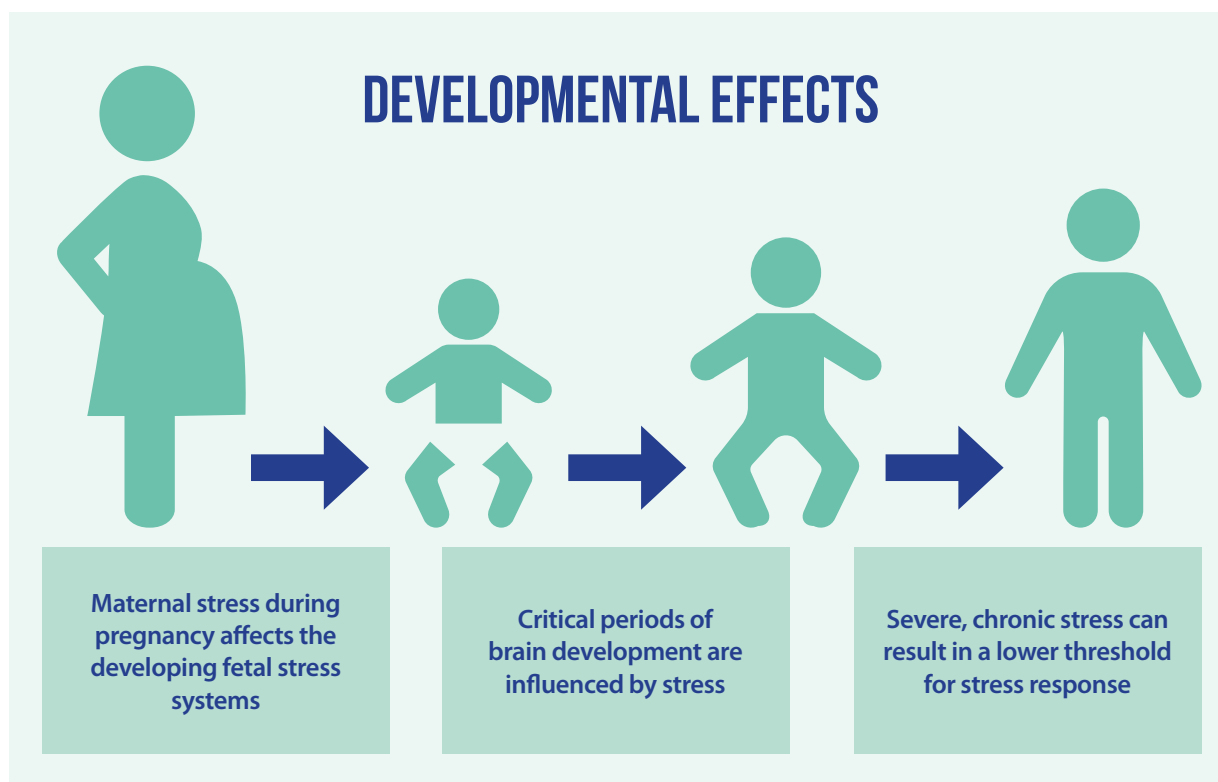 DEVELOPMENTAL EFFECTS
Maternal stress during
pregnancy affects the
developing fetal stress
systems
Critical periods of
brain development are
influenced by stress
Severe, chronic stress can
result in a lower threshold
for stress response